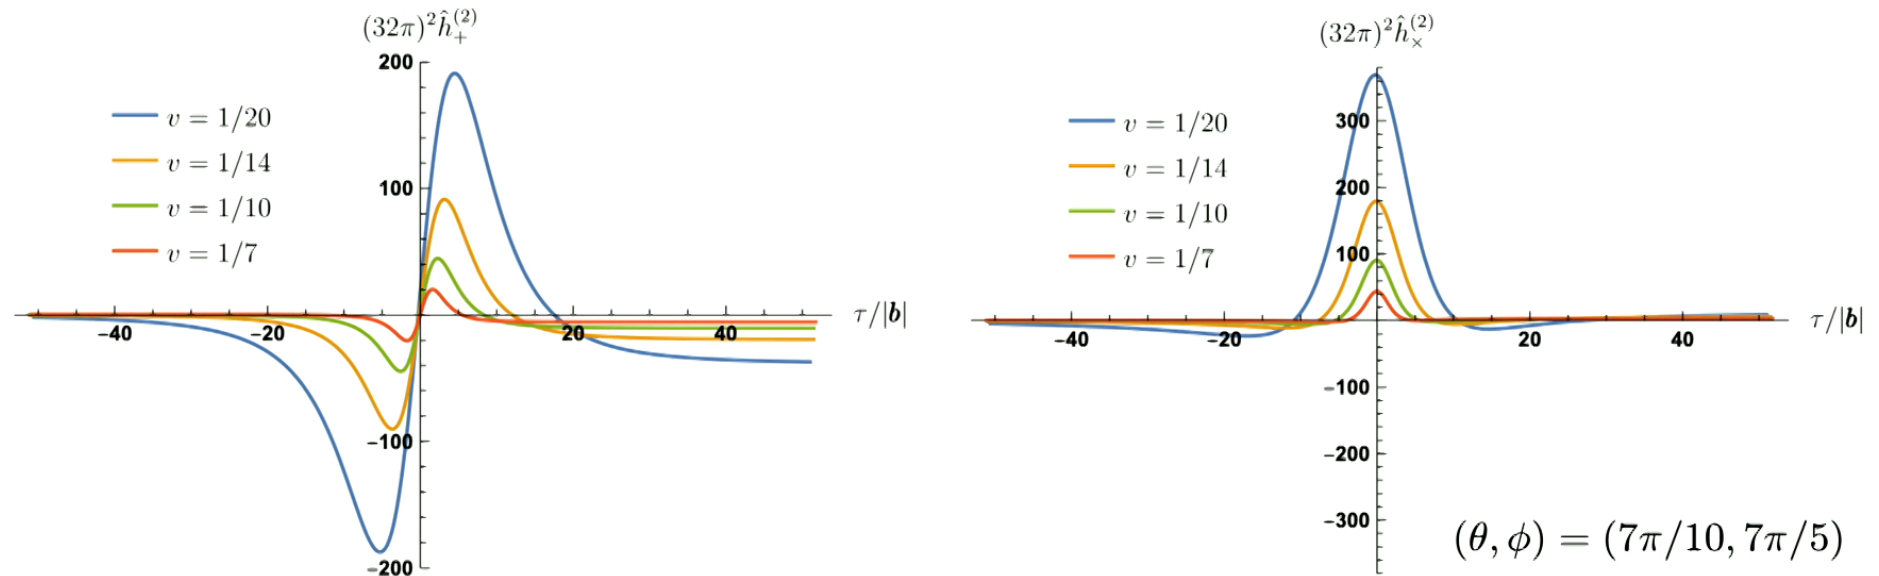 (32π)²ĥ₊⁽²⁾
200
100
−100
−200
−40
−20
20
40
τ/|b|
v = 1/20
v = 1/14
v = 1/10
v = 1/7
(32π)²ĥ×⁽²⁾
300
200
100
−100
−200
−300
−40
−20
20
40
τ/|b|
v = 1/20
v = 1/14
v = 1/10
v = 1/7
(θ, ϕ) = (7π/10, 7π/5)